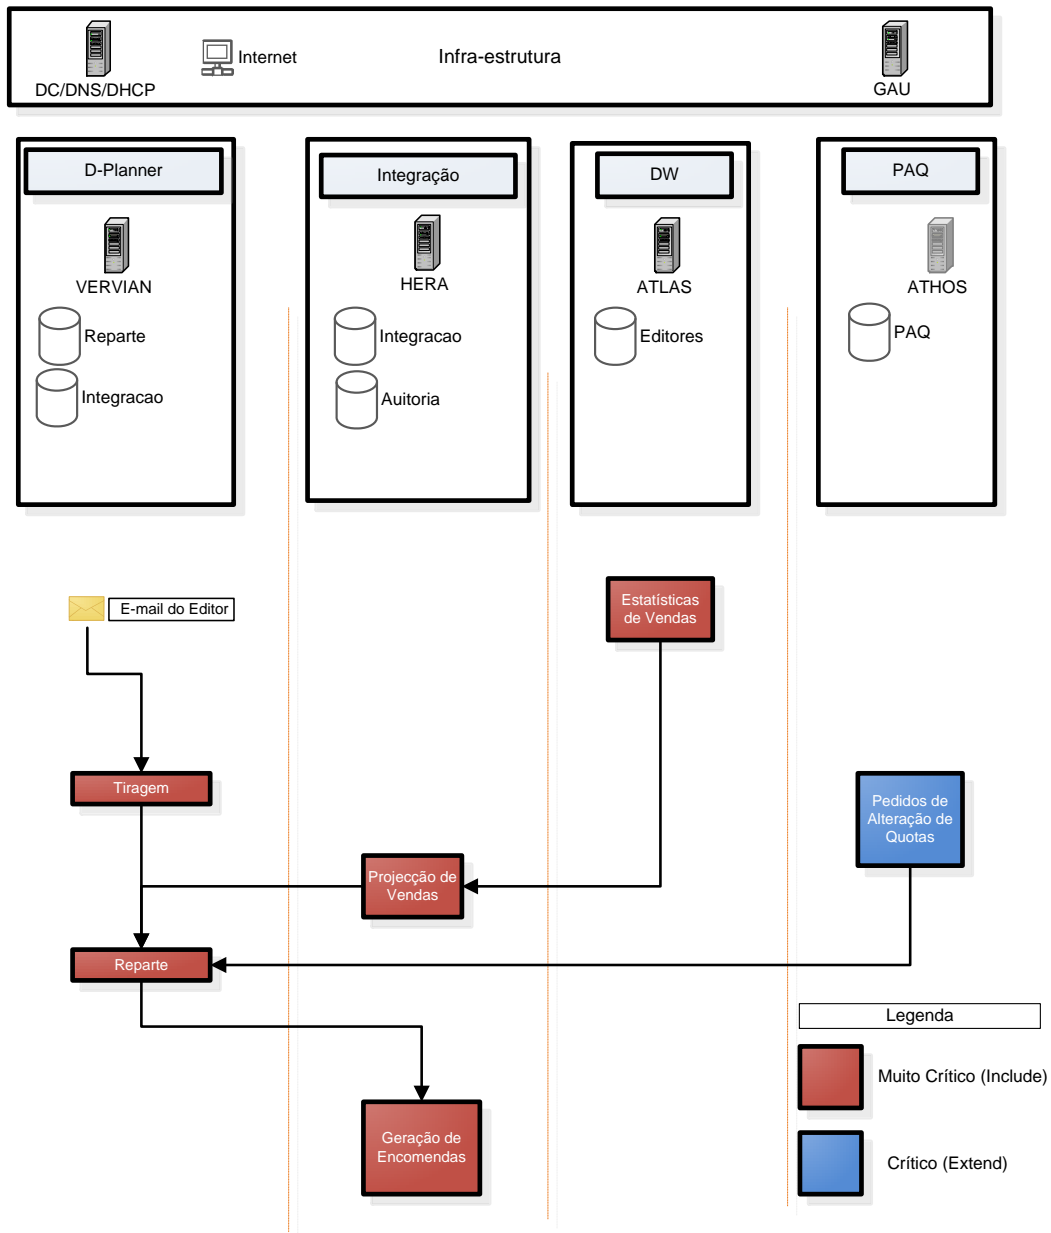 Internet
Infra-estrutura
DC/DNS/DHCP
GAU
D-Planner
Integração
DW
PAQ
VERVIAN
HERA
ATLAS
ATHOS
Reparte
Integracao
Editores
PAQ
Integracao
Auitoria
E-mail do Editor
Estatísticas
de Vendas
Tiragem
Pedidos de
Alteração de
Quotas
Projecção de
Vendas
Reparte
Legenda
Muito Crítico (Include)
Geração de
Encomendas
Crítico (Extend)